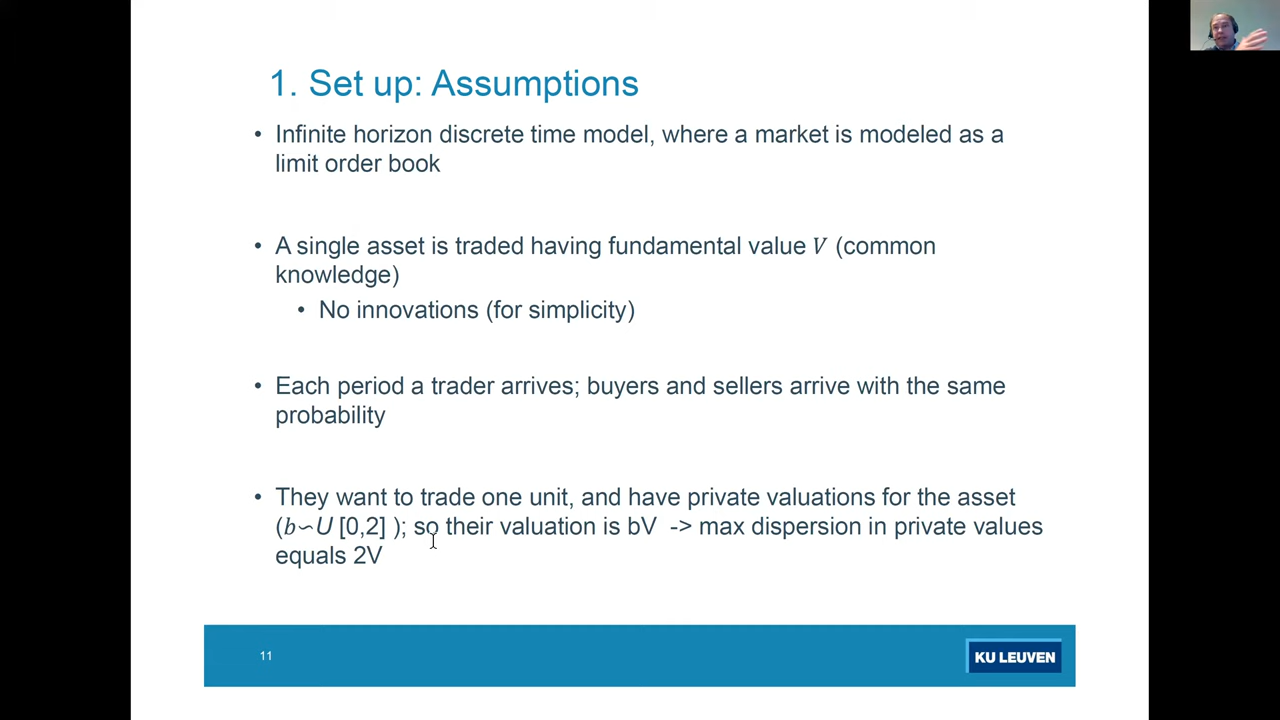 1. Set up: Assumptions
• Infinite horizon discrete time model, where a market is modeled as a
limit order book
• A single asset is traded having fundamental value V (common
knowledge)
• No innovations (for simplicity)
• Each period a trader arrives; buyers and sellers arrive with the same
probability
• They want to trade one unit, and have private valuations for the asset
(b∽U [0,2] ); so their valuation is bV -> max dispersion in private values
equals 2V
11
KU LEUVEN